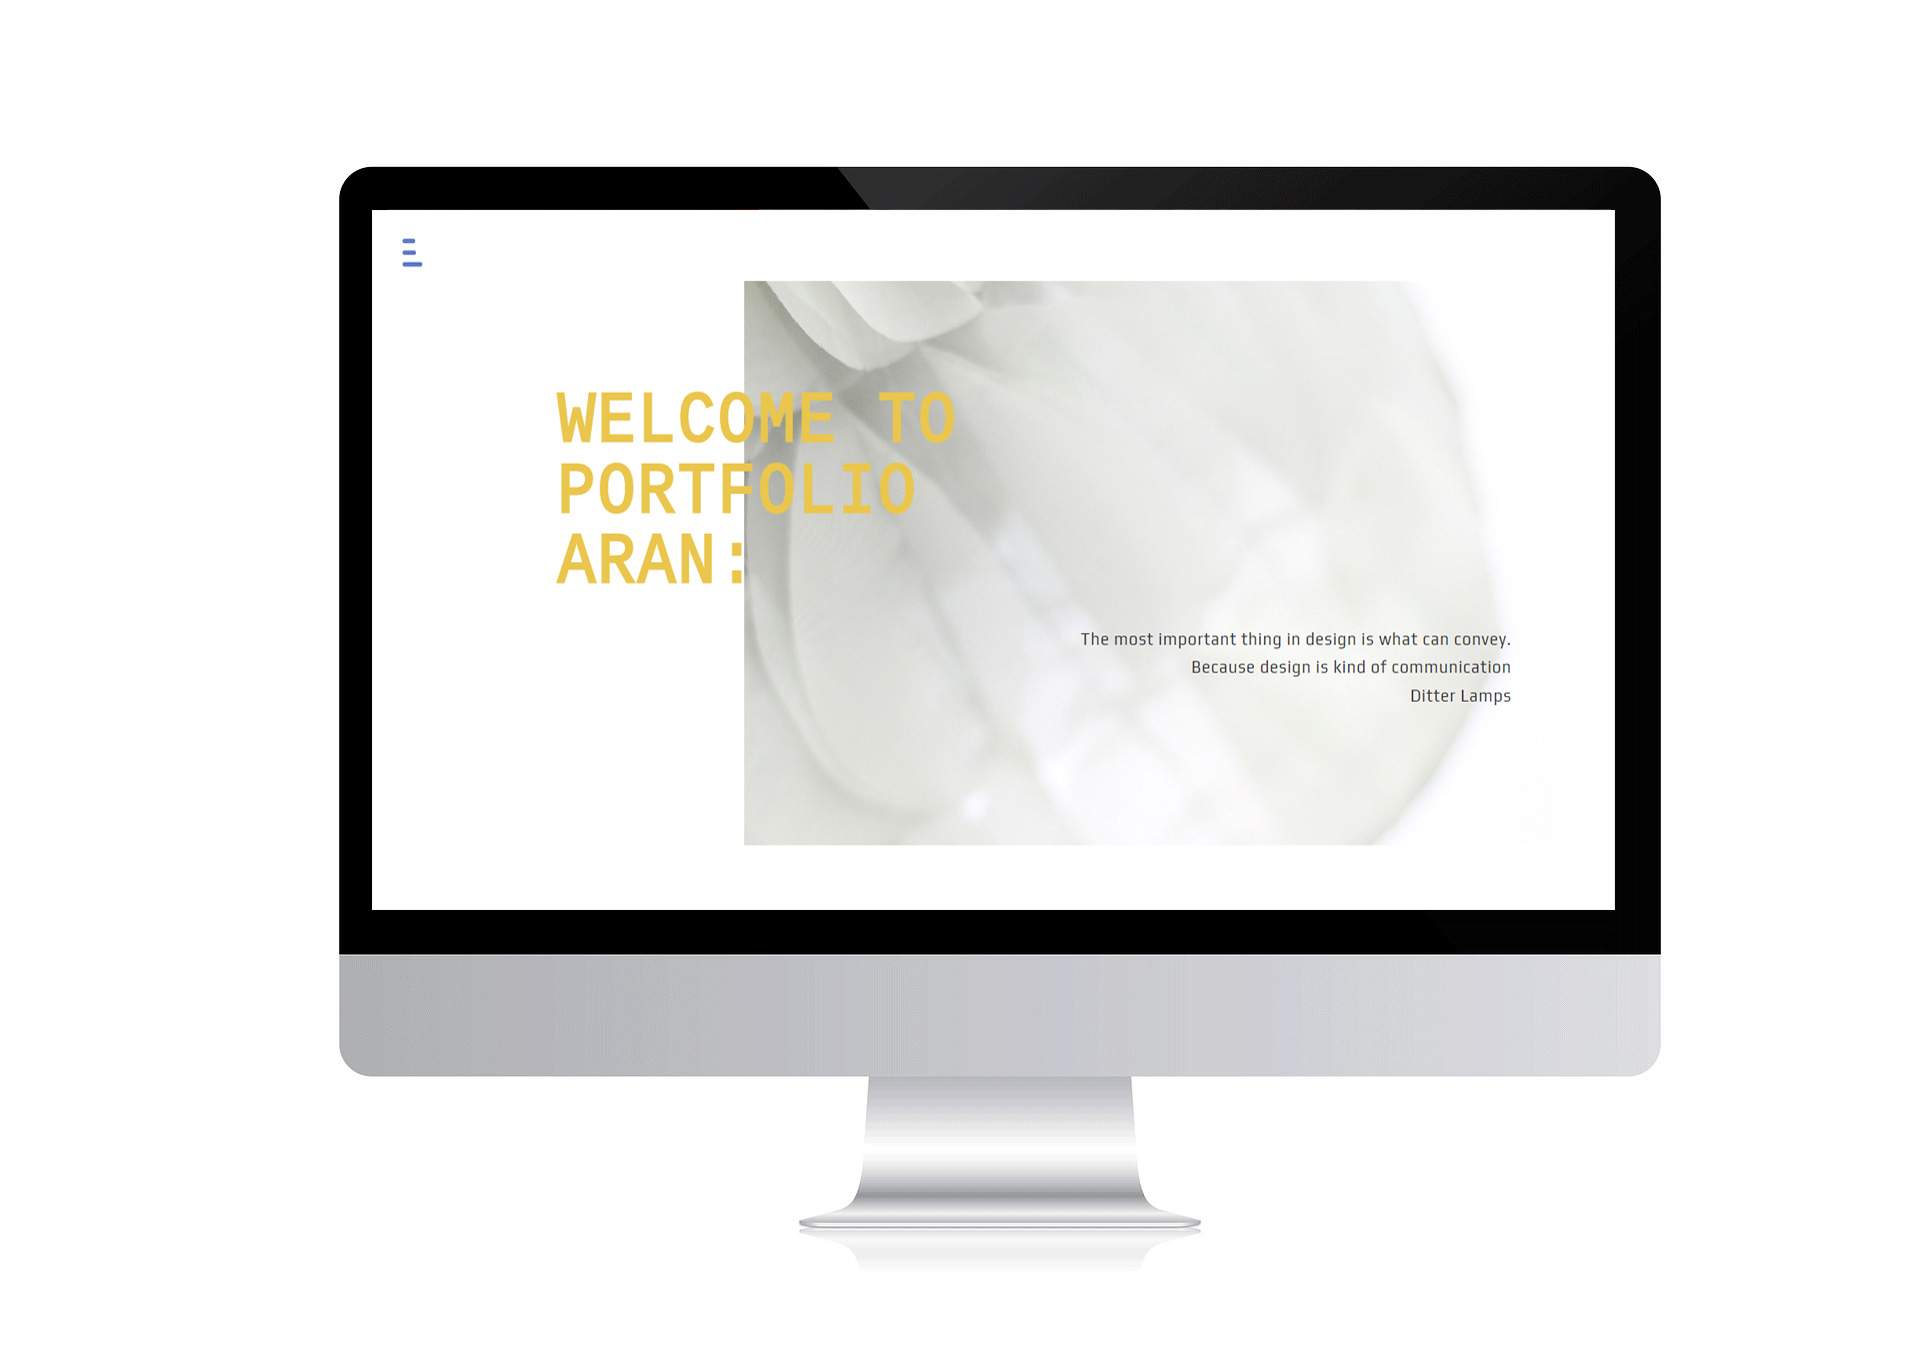 WELCOME TO
PORTFOLIO
ARAN:
The most important thing in design is what can convey.
Because design is kind of communication
Ditter Lamps